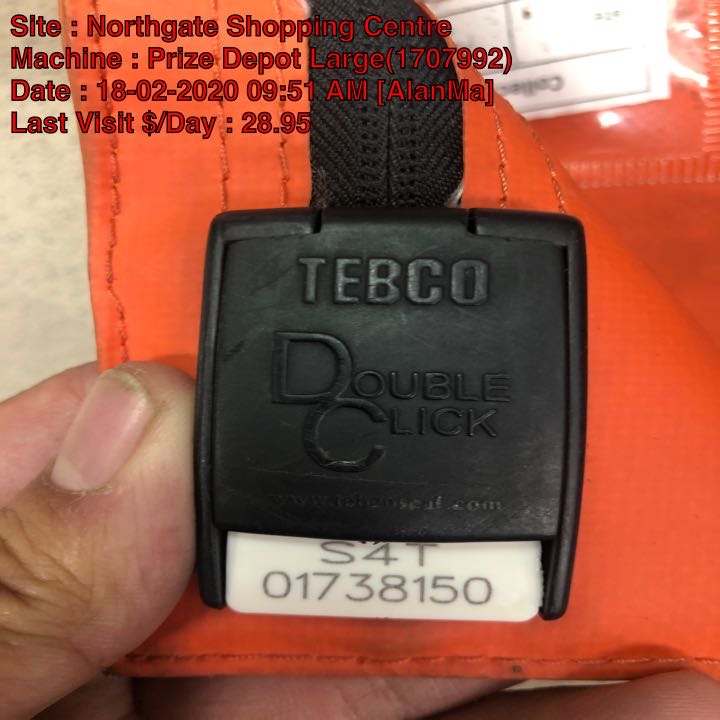 Site : Northgate Shopping Centre
Machine : Prize Depot Large(1707992)
Date : 18-02-2020 09:51 AM [AlanMa]
Last Visit $/Day : 28.95
TEBCO
DOUBLE
CLICK
S4T
01738150